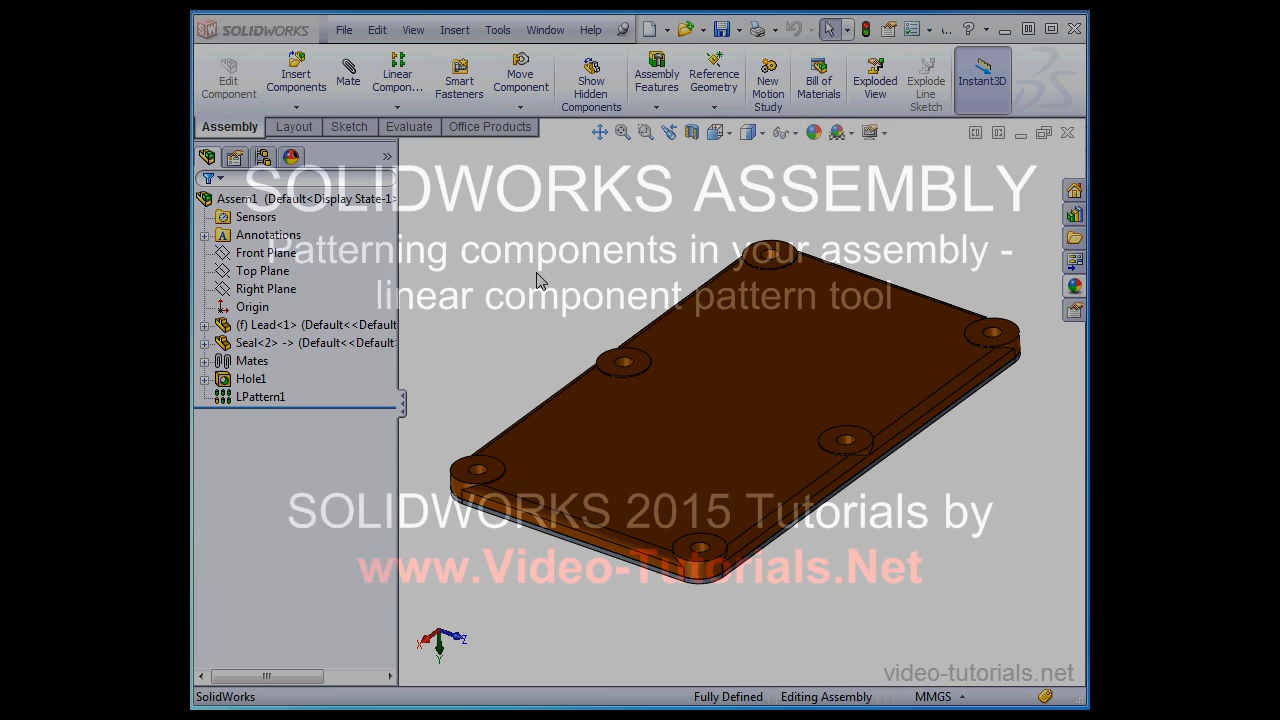 SW SOLIDWORKS File Edit View Insert Tools Window Help
Edit Component
Insert Components
Mate
Linear Compon...
Smart Fasteners
Move Component
Show Hidden Components
Assembly Features
Reference Geometry
New Motion Study
Bill of Materials
Exploded View
Explode Line Sketch
Instant3D
Assembly Layout Sketch Evaluate Office Products
SOLIDWORKS ASSEMBLY
Patterning components in your assembly -
linear component pattern tool
Assem1 (Default<Display State-1>
Sensors
Annotations
Front Plane
Top Plane
Right Plane
Origin
(f) Lead<1> (Default<<Default
Seal<2> -> (Default<<Default
Mates
Hole1
LPattern1
SOLIDWORKS 2015 Tutorials by
www.Video-Tutorials.Net
X Y Z
video-tutorials.net
SolidWorks Fully Defined Editing Assembly MMGS